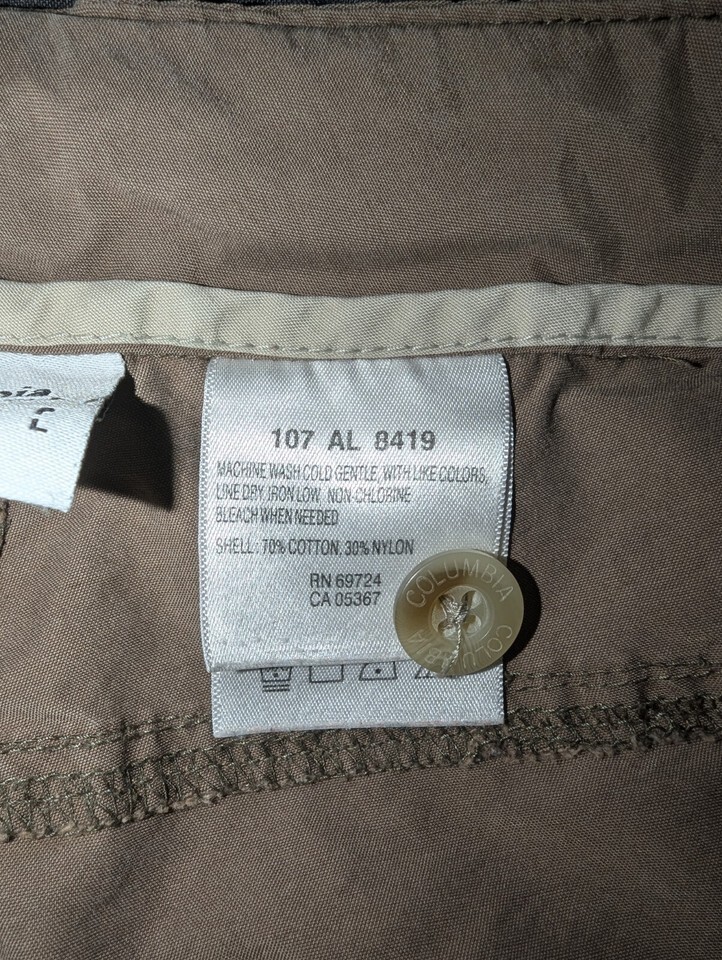 L
107 AL 8419
MACHINE WASH COLD GENTLE, WITH LIKE COLORS,
LINE DRY IRON LOW NON-CHLORINE
BLEACH WHEN NEEDED
SHELL: 70% COTTON 30% NYLON
RN 69724
CA 05367
COLUMBIA